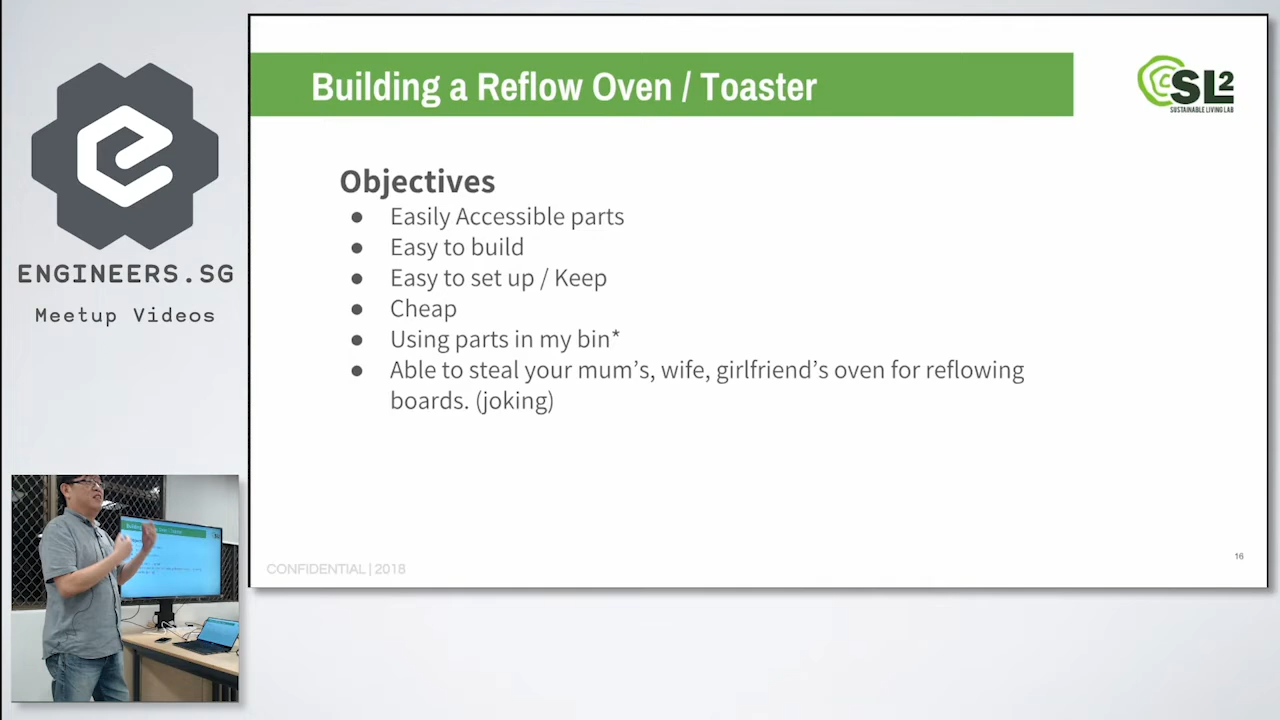 Building a Reflow Oven / Toaster
SL2
SUSTAINABLE LIVING LAB
ENGINEERS.SG
Meetup Videos
Objectives
● Easily Accessible parts
● Easy to build
● Easy to set up / Keep
● Cheap
● Using parts in my bin*
● Able to steal your mum’s, wife, girlfriend’s oven for reflowing
boards. (joking)
CONFIDENTIAL | 2018
16